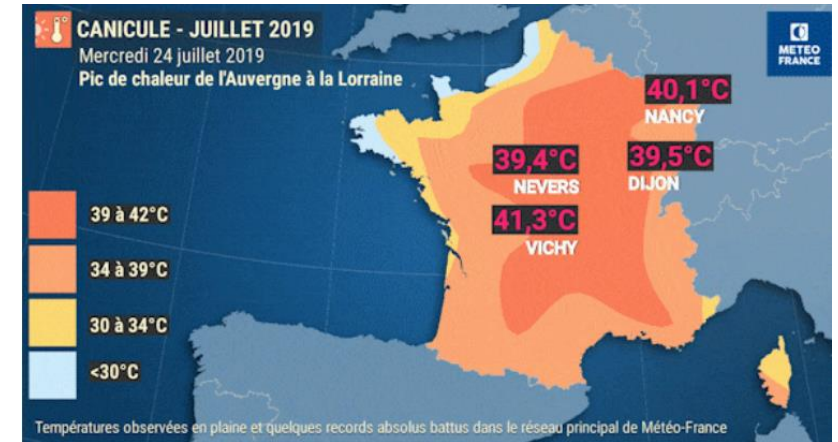 CANICULE - JUILLET 2019
Mercredi 24 juillet 2019
Pic de chaleur de l'Auvergne à la Lorraine
METEO
FRANCE
40,1°C
NANCY
39,4°C
NEVERS
39,5°C
DIJON
41,3°C
VICHY
39 à 42°C
34 à 39°C
30 à 34°C
<30°C
Températures observées en plaine et quelques records absolus battus dans le réseau principal de Météo-France